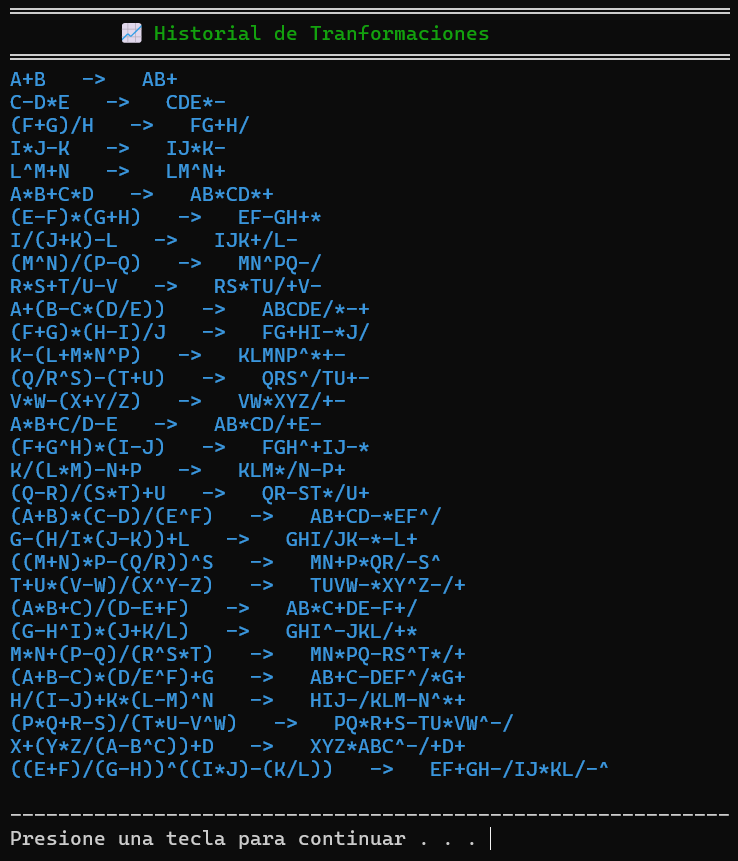 📈 Historial de Tranformaciones
A+B -> AB+
C-D*E -> CDE*-
(F+G)/H -> FG+H/
I*J-K -> IJ*K-
L^M+N -> LM^N+
A*B+C*D -> AB*CD*+
(E-F)*(G+H) -> EF-GH+*
I/(J+K)-L -> IJK+/L-
(M^N)/(P-Q) -> MN^PQ-/
R*S+T/U-V -> RS*TU/+V-
A+(B-C*(D/E)) -> ABCDE/*-+
(F+G)*(H-I)/J -> FG+HI-*J/
K-(L+M*N^P) -> KLMNP^*+-
(Q/R^S)-(T+U) -> QRS^/TU+-
V*W-(X+Y/Z) -> VW*XYZ/+-
A*B+C/D-E -> AB*CD/+E-
(F+G^H)*(I-J) -> FGH^+IJ-*
K/(L*M)-N+P -> KLM*/N-P+
(Q-R)/(S*T)+U -> QR-ST*/U+
(A+B)*(C-D)/(E^F) -> AB+CD-*EF^/
G-(H/I*(J-K))+L -> GHI/JK-*-L+
((M+N)*P-(Q/R))^S -> MN+P*QR/-S^
T+U*(V-W)/(X^Y-Z) -> TUVW-*XY^Z-/+
(A*B+C)/(D-E+F) -> AB*C+DE-F+/
(G-H^I)*(J+K/L) -> GHI^-JKL/+*
M*N+(P-Q)/(R^S*T) -> MN*PQ-RS^T*/+
(A+B-C)*(D/E^F)+G -> AB+C-DEF^/*G+
H/(I-J)+K*(L-M)^N -> HIJ-/KLM-N^*+
(P*Q+R-S)/(T*U-V^W) -> PQ*R+S-TU*VW^-/
X+(Y*Z/(A-B^C))+D -> XYZ*ABC^-/+D+
((E+F)/(G-H))^((I*J)-(K/L)) -> EF+GH-/IJ*KL/-^
------------------------------------------------------------
Presione una tecla para continuar . . .